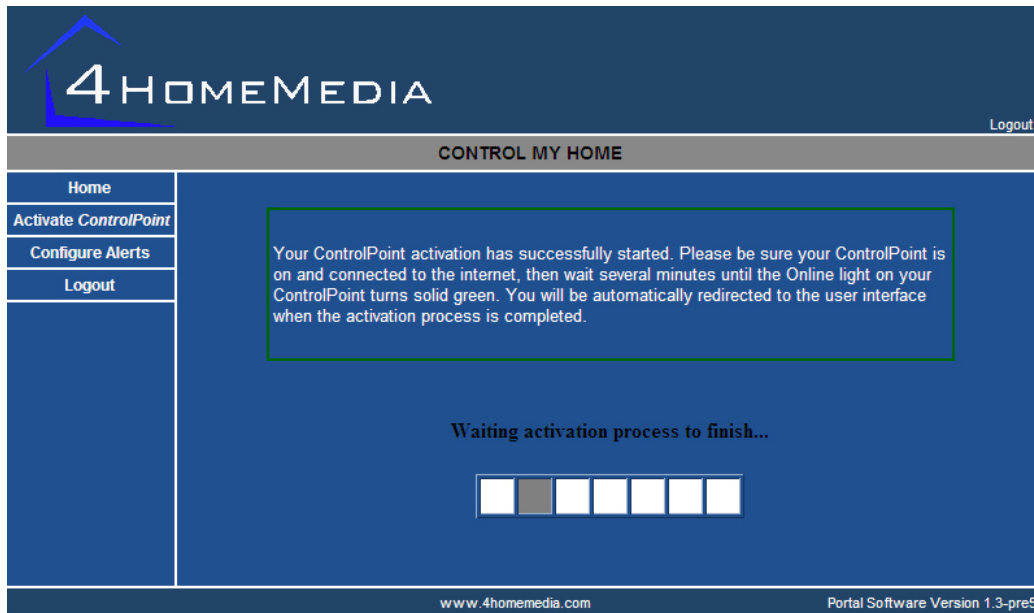 4HOMEMEDIA
Logout
CONTROL MY HOME
Home
Activate ControlPoint
Configure Alerts
Logout
Your ControlPoint activation has successfully started. Please be sure your ControlPoint is
on and connected to the internet, then wait several minutes until the Online light on your
ControlPoint turns solid green. You will be automatically redirected to the user interface
when the activation process is completed.
Waiting activation process to finish...
www.4homemedia.com
Portal Software Version 1.3-pre5